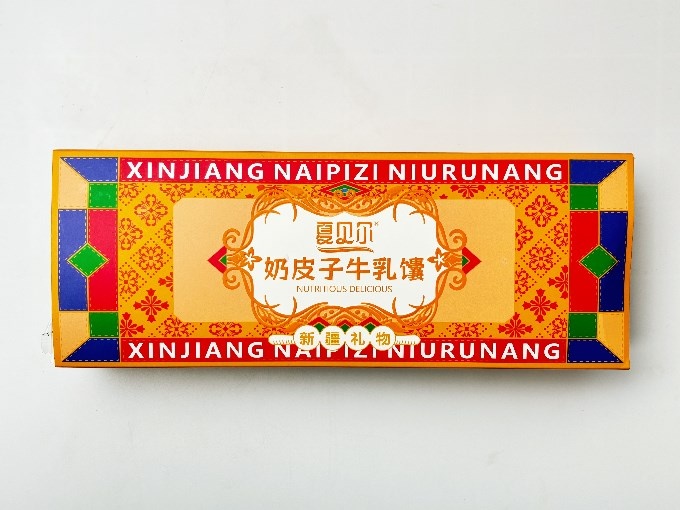 XINJIANG NAIPIZI NIURUNANG
夏贝尔
奶皮子牛乳馕
NUTRITIOUS DELICIOUS
新疆礼物
XINJIANG NAIPIZI NIURUNANG